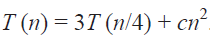 T (n) = 3T (n/4) + cn².